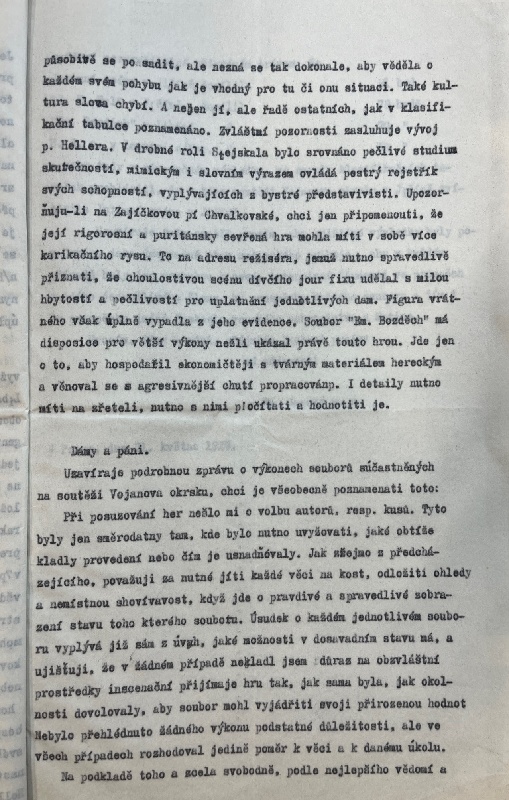 působitě se po sadit, ale nezná se tak dokonale, aby věděla o
každém svém pohybu jak je vhodný pro tu či onu situaci. Také kul-
tura slova chybí. A nejen jí, ale řadě ostatních, jak v klasifi-
kační tabulce poznamenáno. Zvláštní pozornosti zasluhuje vývoj
p. Hellera. V drobné roli Stejskala bylo srovnáno pečlivé studium
skutečností, mimickým i slovním výrazem ovládá pestrý rejstřík
svých schopností, vyplývajících z bystré představivisti. Upozor-
ňuju-li na Zajíčkovou pí Chvalkovské, chci jen připomenouti, že
její rigorosní a puritánsky sevřená hra mohla míti v sobě více
karikačního rysu. To na adresu režiséra, jemuž nutno spravedlivě
přiznati, že choulostivou scénu dívčího jour fixu udělal s milou
hbytostí a pečlivostí pro uplatnění jednotlivých dam. Figura vrát-
ného však úplně vypadla z jeho evidence. Soubor "Em. Bozděch" má
disposice pro větší výkony nežli ukázal právě touto hrou. Jde jen
o to, aby hospodařil ekonomičtěji s tvárným materiálem hereckým
a věnoval se s agresivnější chutí propracovánp. I detaily nutno
míti na zřeteli, nutno s nimi počítati a hodnotiti je.
Dámy a páni.
Uzavíraje podrobnou zprávu o výkonech souborů súčastněných
na soutěži Vojanova okrsku, chci je všeobecně poznamenati toto:
Při posuzování her nešlo mi o volbu autorů, resp. kusů. Tyto
byly jen směrodatny tam, kde bylo nutno uvyžovati, jaké obtíže
kladly provedení nebo čím je usnadňovaly. Jak zřejmo z předchá-
zejícího, považuji za nutné jíti každé věci na kost, odložiti ohledy
a nemístnou shovívavost, když jde o pravdivé a spravedlivé zobra-
zení stavu toho kterého souboru. Úsudek o každém jednotlivém soubo-
ru vyplývá již sám z úvah, jaké možnosti v dosavadním stavu má, a
ujišťuji, že v žádném případě nekladl jsem důraz na obzvláštní
prostředky inscenační přijímaje hru tak, jak sama byla, jak okol-
nosti dovolovaly, aby soubor mohl vyjádřiti svoji přirozenou hodnot
Nebylo přehlédnuto žádného výkonu podstatné důležitosti, ale ve
všech případech rozhodoval jedině poměr k věci a k danému úkolu.
Na podkladě toho a zcela svobodně, podle nejlepšího vědomí a